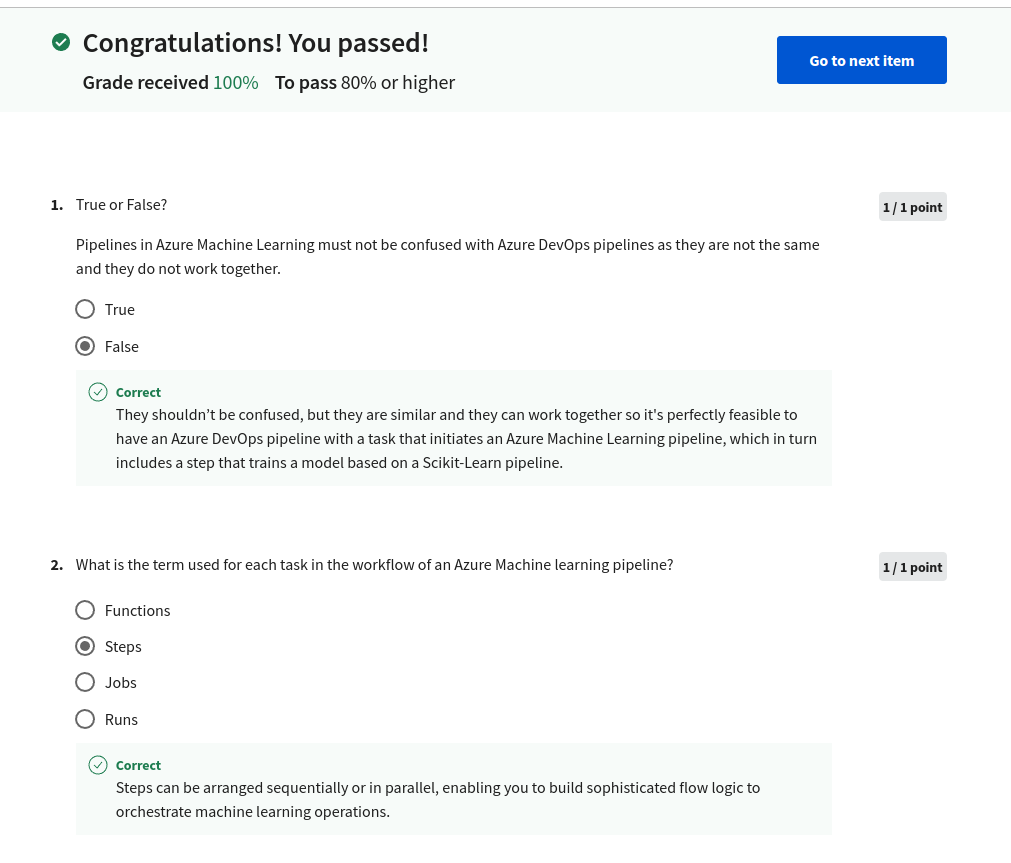 Congratulations! You passed!
Grade received 100% To pass 80% or higher
Go to next item
1. True or False?
1 / 1 point
Pipelines in Azure Machine Learning must not be confused with Azure DevOps pipelines as they are not the same
and they do not work together.
True
False
Correct
They shouldn’t be confused, but they are similar and they can work together so it's perfectly feasible to
have an Azure DevOps pipeline with a task that initiates an Azure Machine Learning pipeline, which in turn
includes a step that trains a model based on a Scikit-Learn pipeline.
2. What is the term used for each task in the workflow of an Azure Machine learning pipeline?
1 / 1 point
Functions
Steps
Jobs
Runs
Correct
Steps can be arranged sequentially or in parallel, enabling you to build sophisticated flow logic to
orchestrate machine learning operations.